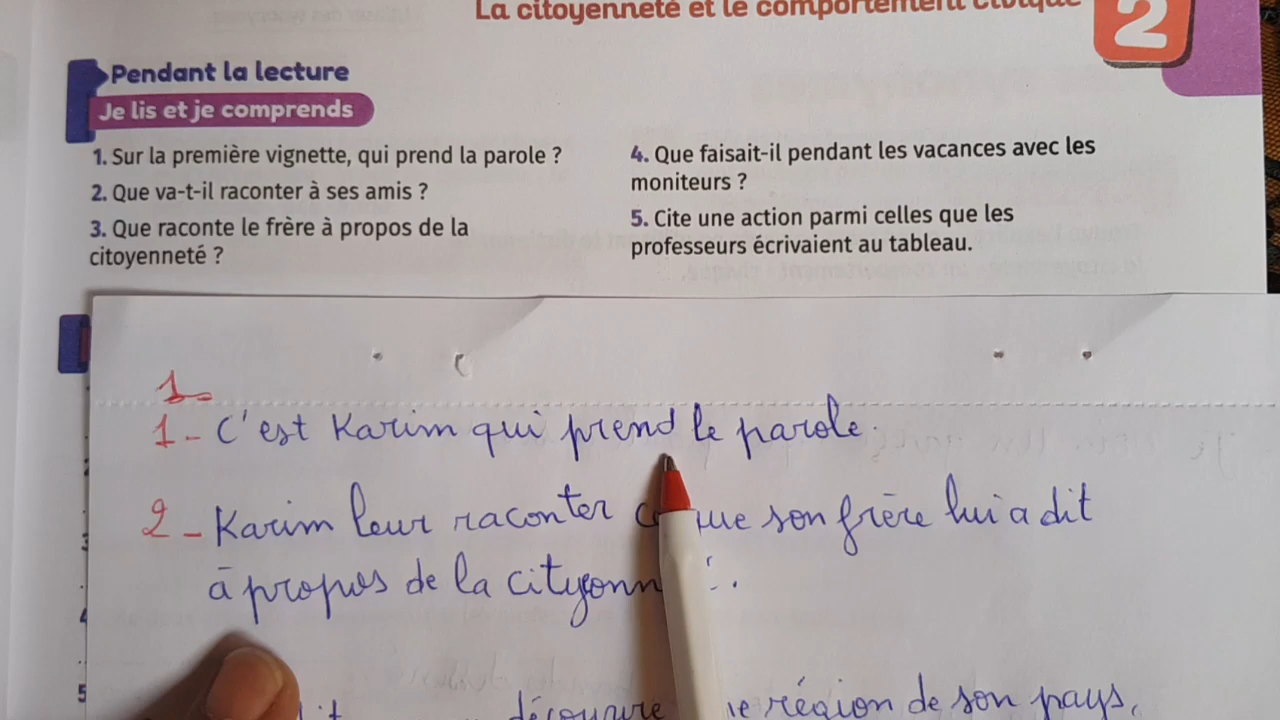 La citoyenneté et le comportement civique
2
Pendant la lecture
Je lis et je comprends
1. Sur la première vignette, qui prend la parole ?
2. Que va-t-il raconter à ses amis ?
3. Que raconte le frère à propos de la
citoyenneté ?
4. Que faisait-il pendant les vacances avec les
moniteurs ?
5. Cite une action parmi celles que les
professeurs écrivaient au tableau.
1-
1 - C'est Karim qui prend le parole.
2 - Karim leur raconter que son frère lui a dit
à propos de la
découvrir région de son pays,
4
5